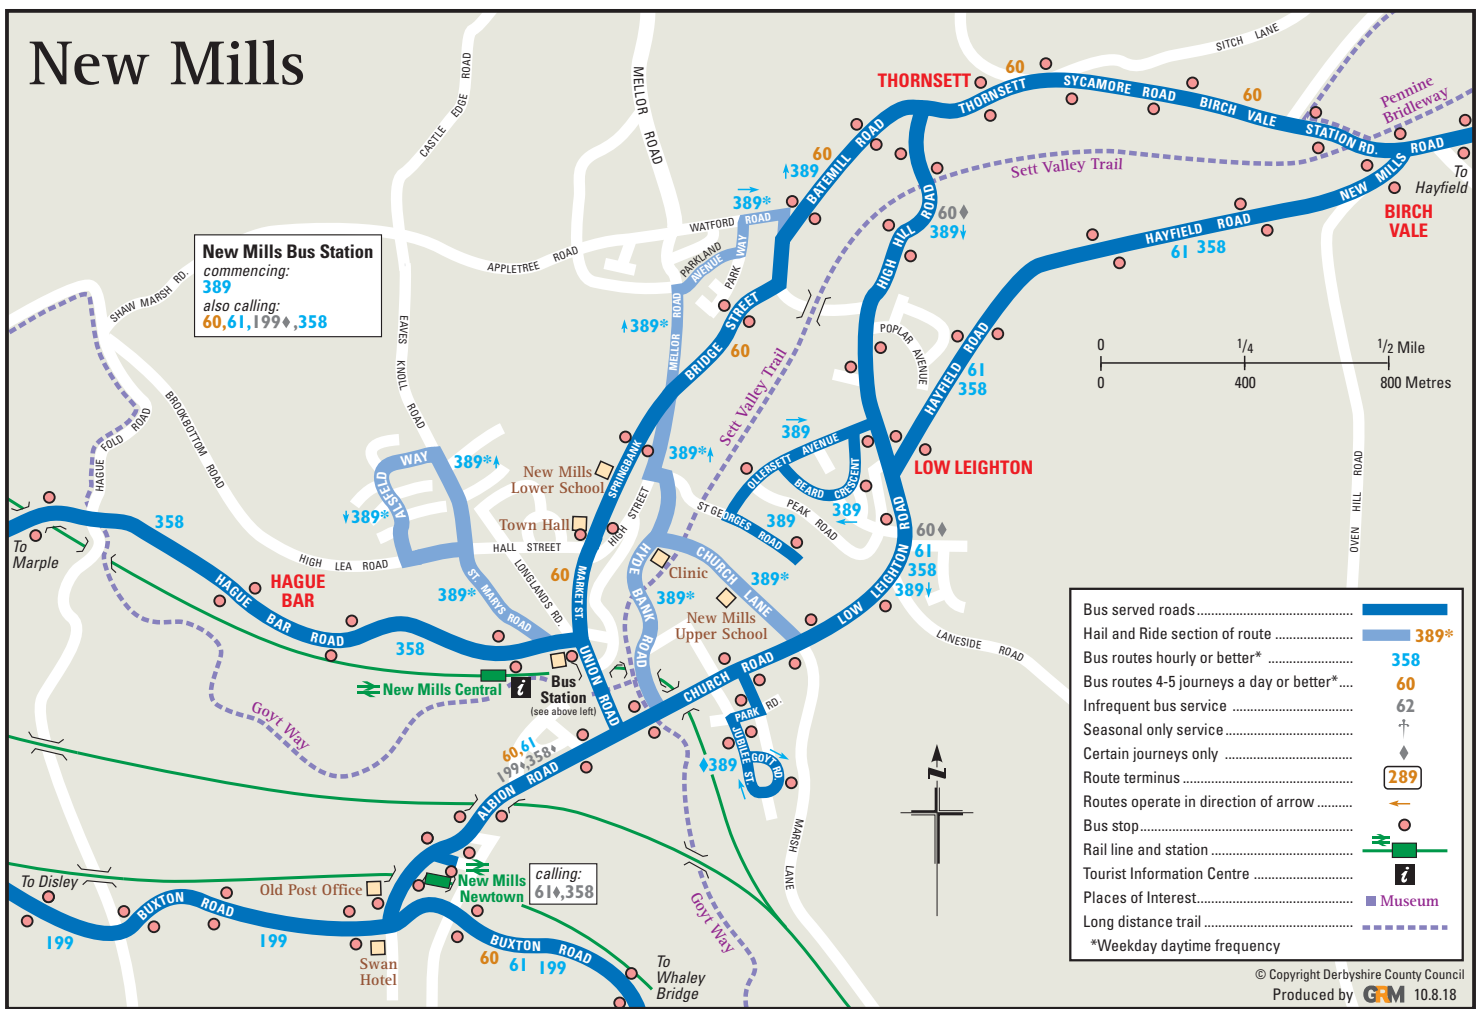 New Mills
New Mills Bus Station
commencing:
389
also calling:
60,61,199♦,358
THORNSETT
60
THORNSETT
SYCAMORE ROAD
BIRCH VALE
60
STATION RD.
SITCH LANE
Pennine
Bridleway
NEW MILLS ROAD
To
Hayfield
BIRCH
VALE
HAYFIELD ROAD
61 358
Sett Valley Trail
CASTLE EDGE ROAD
MELLOR ROAD
BATEMILL ROAD
60
↑389
→
389*
WATFORD ROAD
PARKLAND
AVENUE
PARK WAY
APPLETREE ROAD
SHAW MARSH RD.
HIGH HILL ROAD
60♦
389↓
MELLOR ROAD
↑389*
BRIDGE STREET
60
Sett Valley Trail
POPLAR AVENUE
HAYFIELD ROAD
61
358
0 1/4 1/2 Mile
0 400 800 Metres
EAVES KNOLL ROAD
BROOKBOTTOM ROAD
HAGUE FOLD ROAD
ALSFELD WAY
389*↑
↓389*
New Mills
Lower School
SPRINGBANK
389*↑
→
389
OLLERSETT AVENUE
BEARD CRESCENT
389
←
LOW LEIGHTON
PEAK ROAD
ST GEORGES ROAD
389
Town Hall
HIGH STREET
HALL STREET
HIGH LEA ROAD
LONGLANDS RD.
60
MARKET ST.
ST. MARYS ROAD
389*
HYDE BANK ROAD
Clinic
389*
CHURCH LANE
389*
New Mills
Upper School
LOW LEIGHTON ROAD
60♦
61
358
389↓
LANESIDE ROAD
OVEN HILL ROAD
To
Marple
358
HAGUE BAR ROAD
HAGUE
BAR
358
New Mills Central
i
Bus
Station
(see above left)
UNION ROAD
CHURCH ROAD
PARK RD.
JUBILEE ST.
GOYT RD
♦389
Goyt Way
60,61
199♦,358♦
ALBION ROAD
MARSH LANE
N
To Disley
BUXTON ROAD
199
199
Old Post Office
New Mills
Newtown
calling:
61♦,358
Swan
Hotel
BUXTON ROAD
60 61 199
To
Whaley
Bridge
Goyt Way
Bus served roads
Hail and Ride section of route 389*
Bus routes hourly or better* 358
Bus routes 4-5 journeys a day or better* 60
Infrequent bus service 62
Seasonal only service †
Certain journeys only ♦
Route terminus 289
Routes operate in direction of arrow ←
Bus stop
Rail line and station
Tourist Information Centre i
Places of Interest Museum
Long distance trail
*Weekday daytime frequency
© Copyright Derbyshire County Council
Produced by GRM 10.8.18